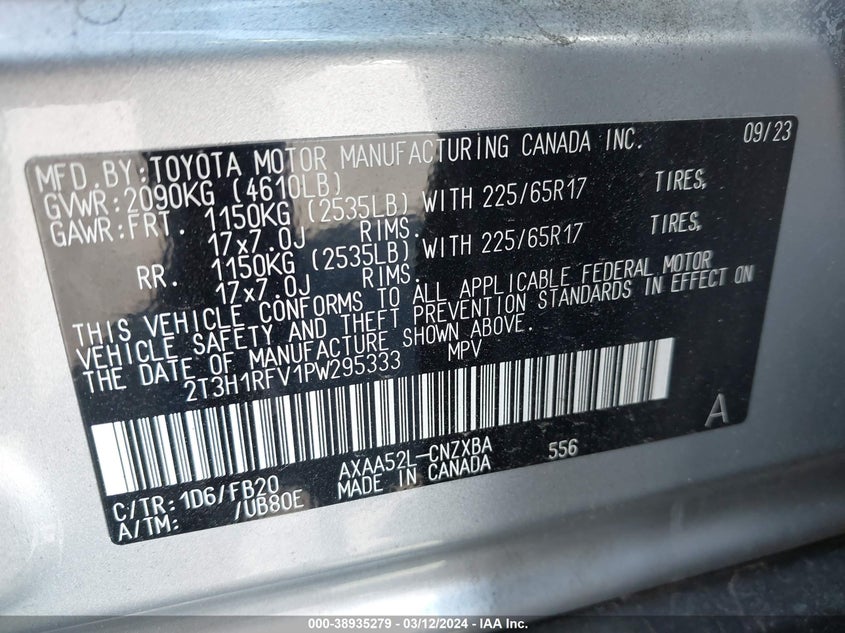 09/23
MFD.BY:TOYOTA MOTOR MANUFACTURING CANADA INC.
GVWR:2090KG (4610LB)
GAWR:FRT. 1150KG (2535LB) WITH 225/65R17 TIRES,
17x7.0J RIMS.
RR. 1150KG (2535LB) WITH 225/65R17 TIRES,
17x7.0J RIMS.
THIS VEHICLE CONFORMS TO ALL APPLICABLE FEDERAL MOTOR
VEHICLE SAFETY AND THEFT PREVENTION STANDARDS IN EFFECT ON
THE DATE OF MANUFACTURE SHOWN ABOVE.
2T3H1RFV1PW295333 MPV
A
AXAA52L-CNZXBA 556
C/TR:1D6/FB20 MADE IN CANADA
A/TM: /UB80E
000-38935279 - 03/12/2024 - IAA Inc.